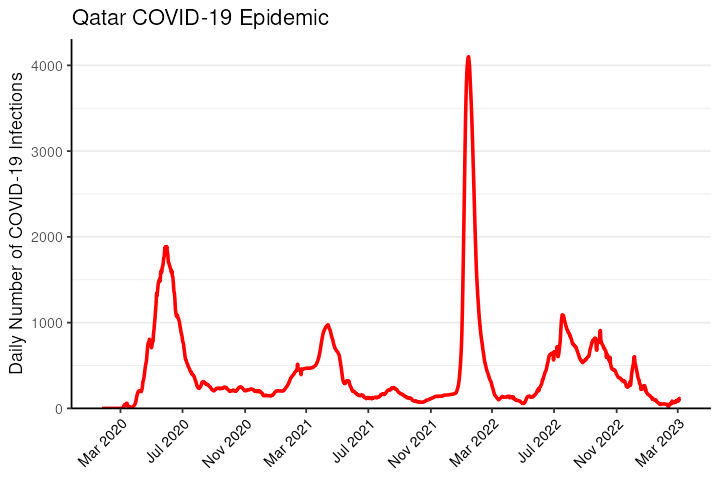 Qatar COVID-19 Epidemic
Daily Number of COVID-19 Infections
4000
3000
2000
1000
0
Mar 2020
Jul 2020
Nov 2020
Mar 2021
Jul 2021
Nov 2021
Mar 2022
Jul 2022
Nov 2022
Mar 2023